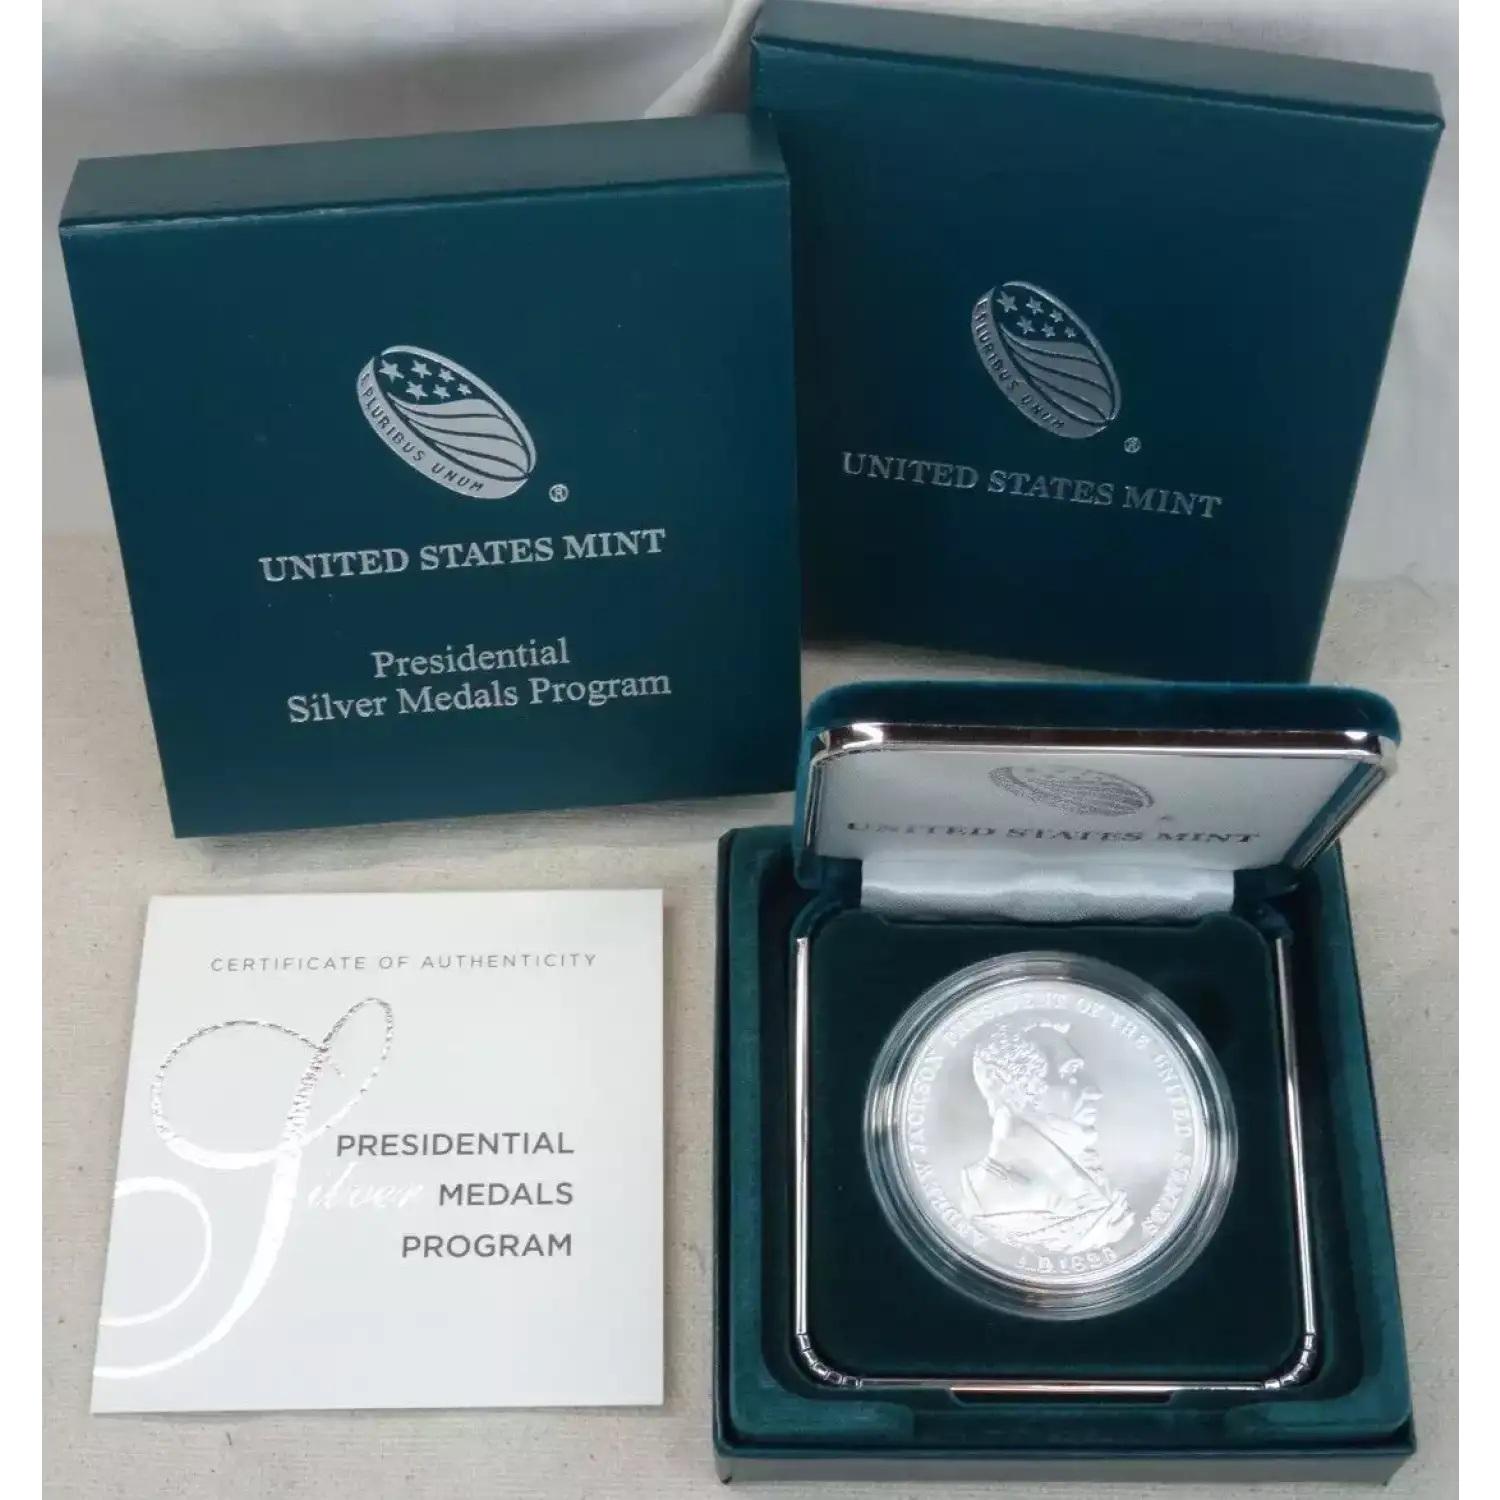 E PLURIBUS UNUM
®
UNITED STATES MINT
Presidential
Silver Medals Program
E PLURIBUS UNUM
®
UNITED STATES MINT
UNITED STATES MINT
CERTIFICATE OF AUTHENTICITY
PRESIDENTIAL
Silver MEDALS
PROGRAM
ANDREW JACKSON PRESIDENT OF THE UNITED STATES
A.D. 1829